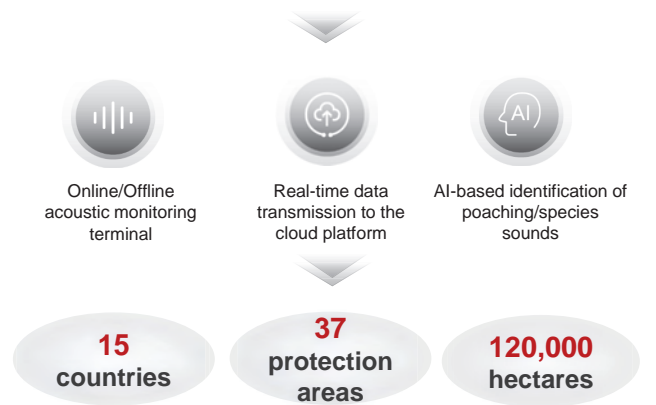 AI
Online/Offline
acoustic monitoring
terminal
Real-time data
transmission to the
cloud platform
AI-based identification of
poaching/species
sounds
15
countries
37
protection
areas
120,000
hectares